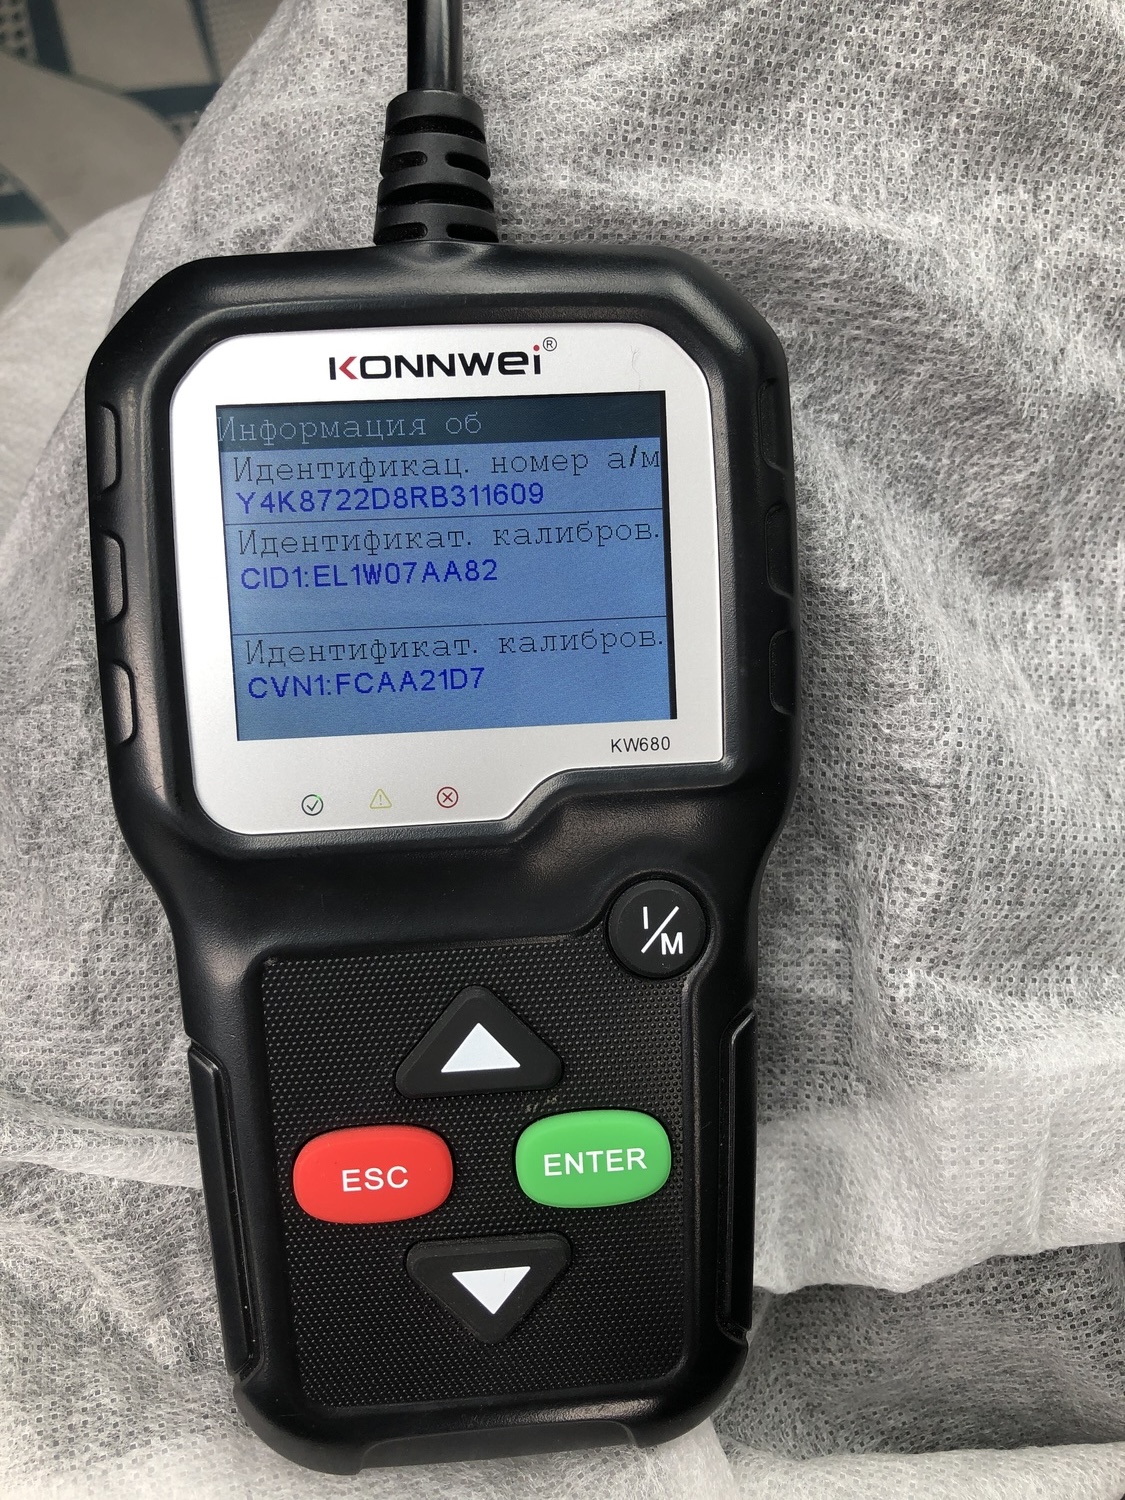 KONNWEI®
Информация об
Идентификац. номер а/м
Y4K8722D8RB311609
Идентификат. калибров.
CID1:EL1W07AA82
Идентификат. калибров.
CVN1:FCAA21D7
KW680
I/M
ESC
ENTER